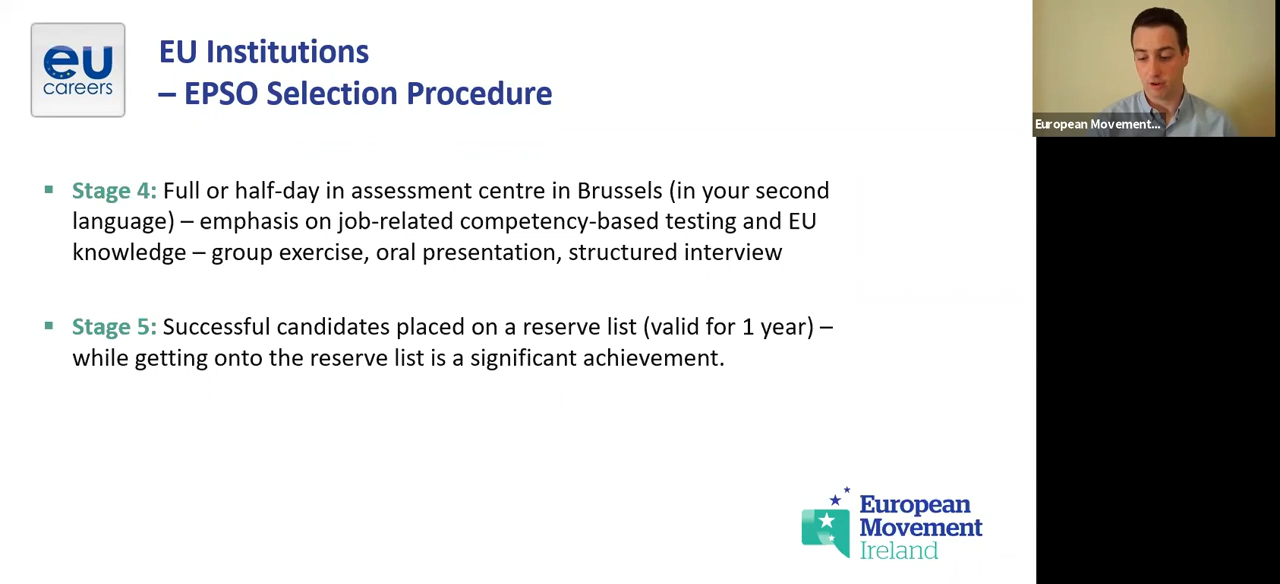 eu
careers
EU Institutions
– EPSO Selection Procedure
European Movement...
▪ Stage 4: Full or half-day in assessment centre in Brussels (in your second
language) – emphasis on job-related competency-based testing and EU
knowledge – group exercise, oral presentation, structured interview
▪ Stage 5: Successful candidates placed on a reserve list (valid for 1 year) –
while getting onto the reserve list is a significant achievement.
European
Movement
Ireland